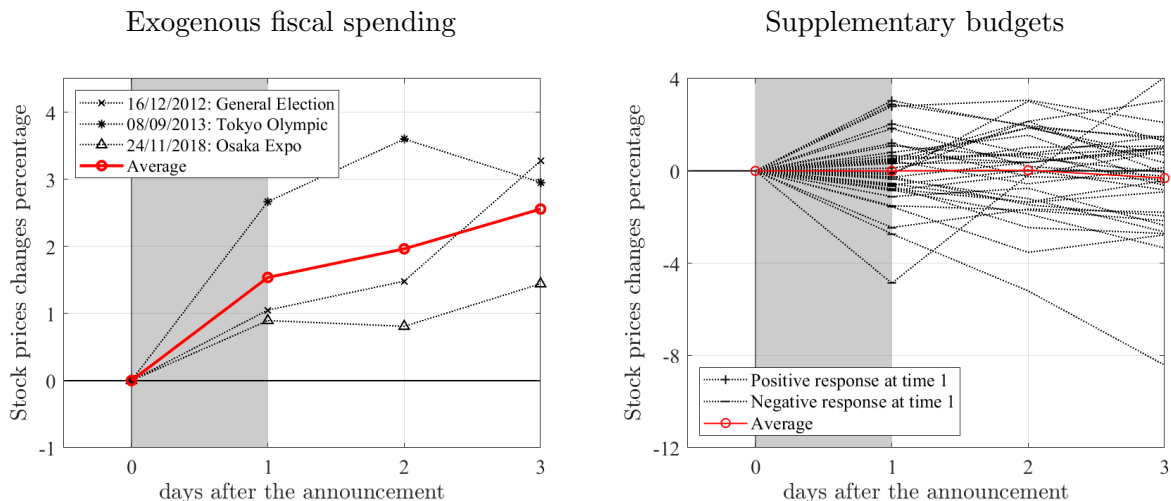 Exogenous fiscal spending
Stock prices changes percentage
4
3
2
1
0
-1
16/12/2012: General Election
08/09/2013: Tokyo Olympic
24/11/2018: Osaka Expo
Average
0 1 2 3
days after the announcement
Supplementary budgets
Stock prices changes percentage
4
0
-4
-8
-12
Positive response at time 1
Negative response at time 1
Average
0 1 2 3
days after the announcement